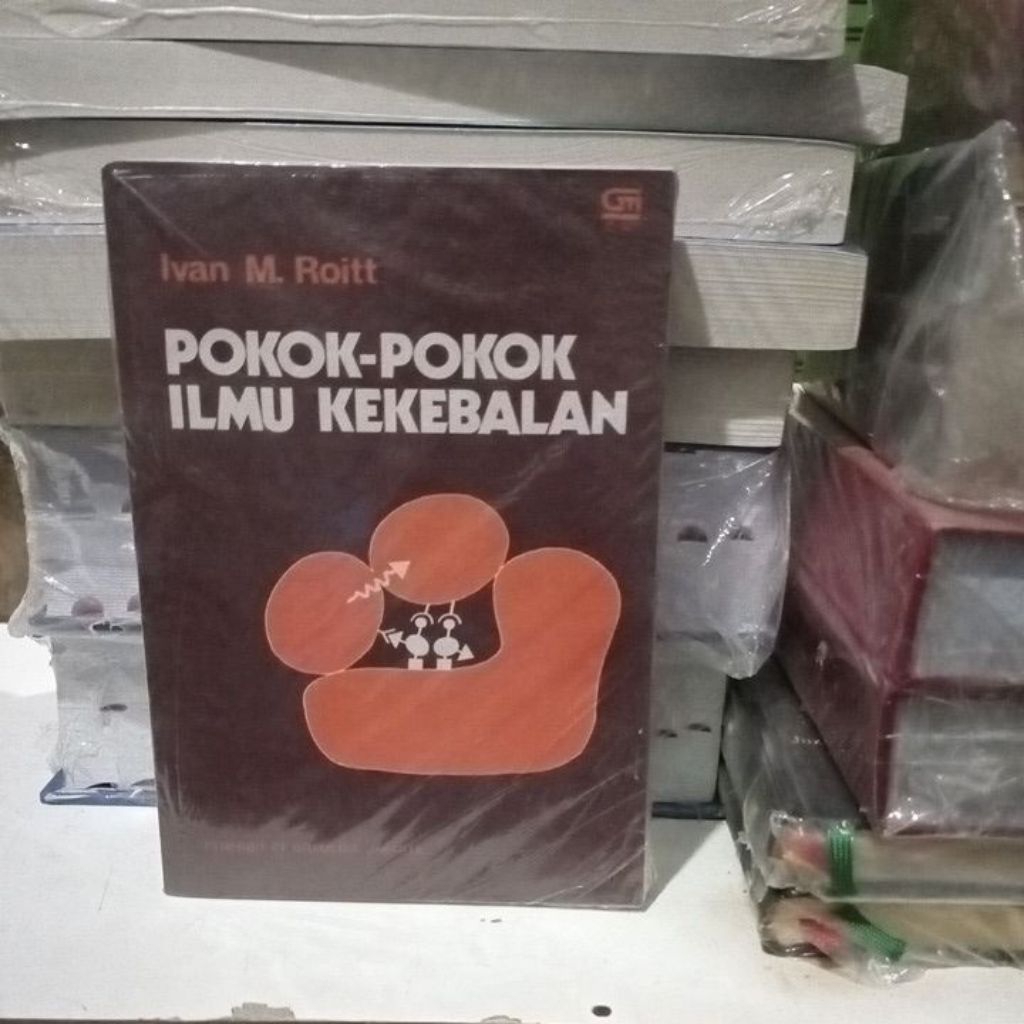 Ivan M. Roitt
POKOK-POKOK
ILMU KEKEBALAN